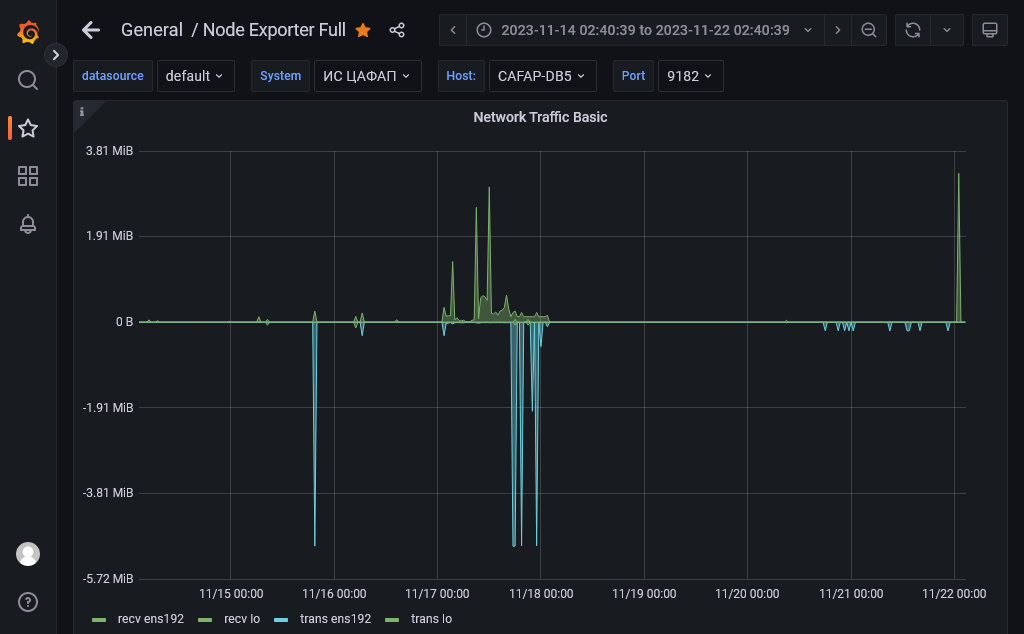 General / Node Exporter Full
2023-11-14 02:40:39 to 2023-11-22 02:40:39
datasource default System ИС ЦАФАП Host: CAFAP-DB5 Port 9182
i
Network Traffic Basic
3.81 MiB
1.91 MiB
0 B
-1.91 MiB
-3.81 MiB
-5.72 MiB
11/15 00:00 11/16 00:00 11/17 00:00 11/18 00:00 11/19 00:00 11/20 00:00 11/21 00:00 11/22 00:00
recv ens192 recv lo trans ens192 trans lo